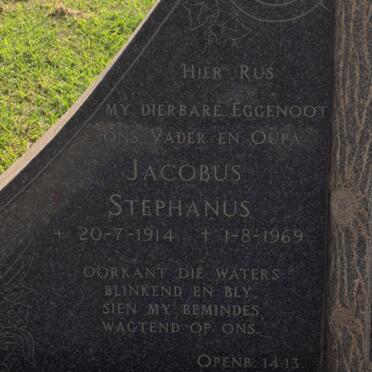 HIER RUS
MY DIERBARE EGGENOOT
ONS VADER EN OUPA
JACOBUS
STEPHANUS
+ 20-7-1914. † 1-8-1969
OORKANT DIE WATERS
BLINKEND EN BLY,
SIEN MY BEMINDES
WAGTEND OP ONS.
OPENB. 14.13.